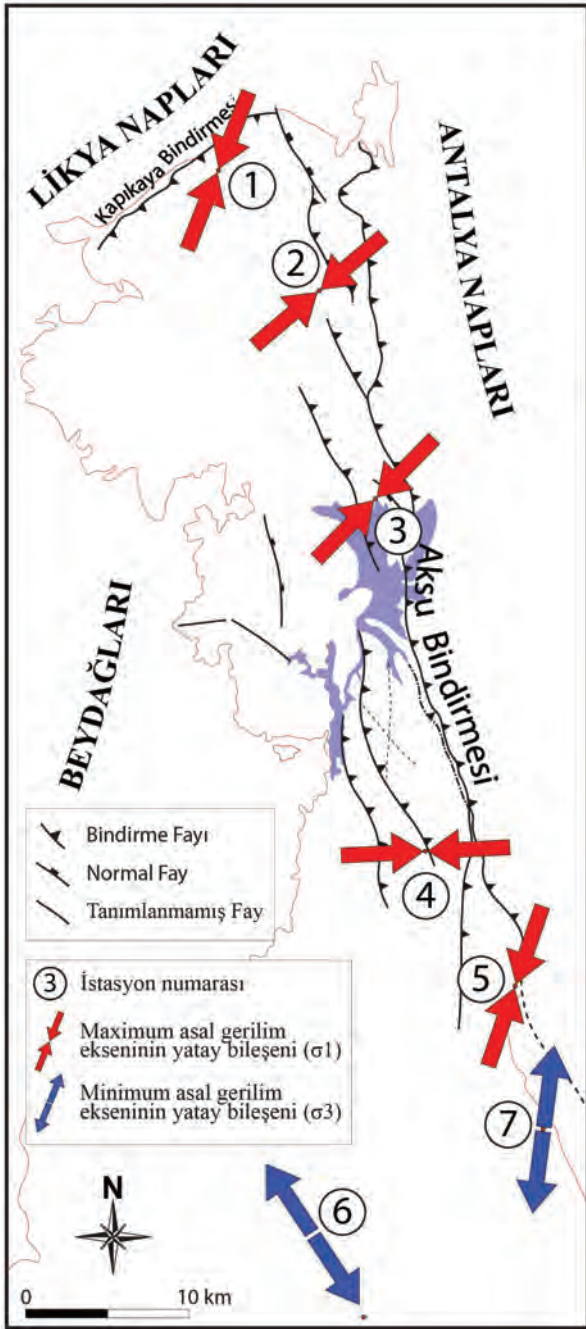 LİKYA NAPLARI
Kapıkaya Bindirmesi
ANTALYA NAPLARI
1
2
3
Aksu Bindirmesi
BEYDAĞLARI
Bindirme Fayı
Normal Fay
Tanımlanmamış Fay
4
5
3 İstasyon numarası
Maximum asal gerilim
ekseninin yatay bileşeni (σ1)
Minimum asal gerilim
ekseninin yatay bileşeni (σ3)
7
6
N
0 10 km